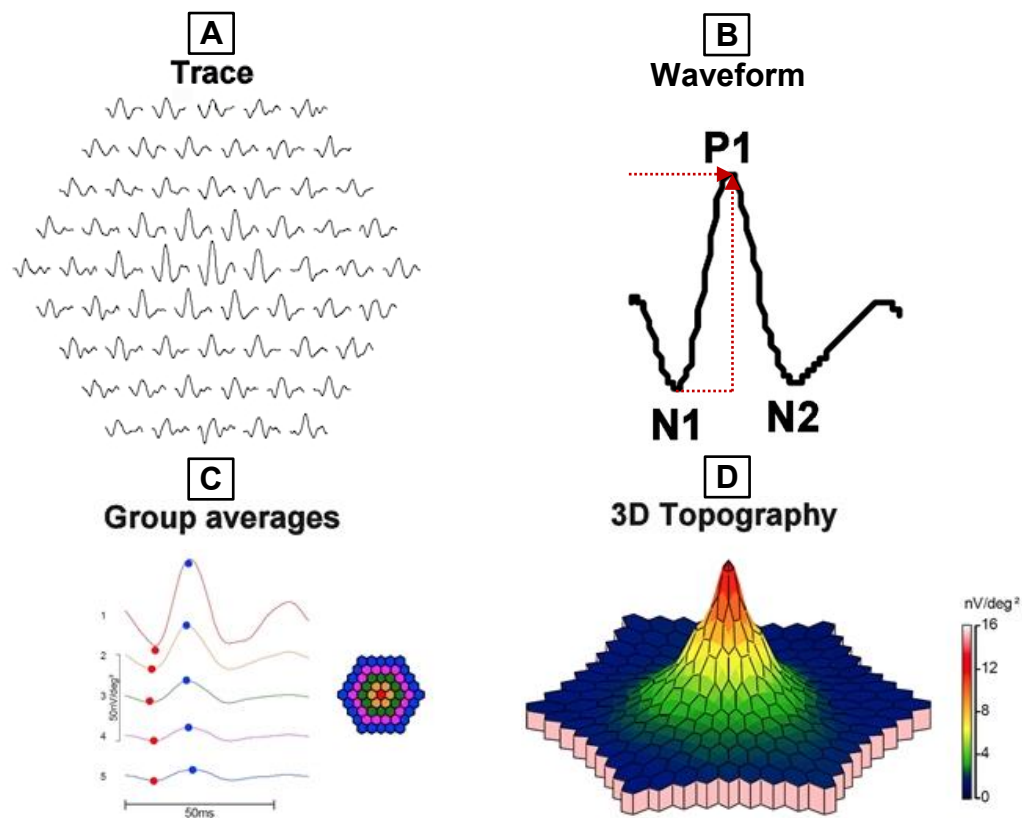 A
Trace
B
Waveform
P1
N1
N2
C
Group averages
1
2
3
4
5
50nV/deg²
50ms
D
3D Topography
nV/deg²
16
12
8
4
0